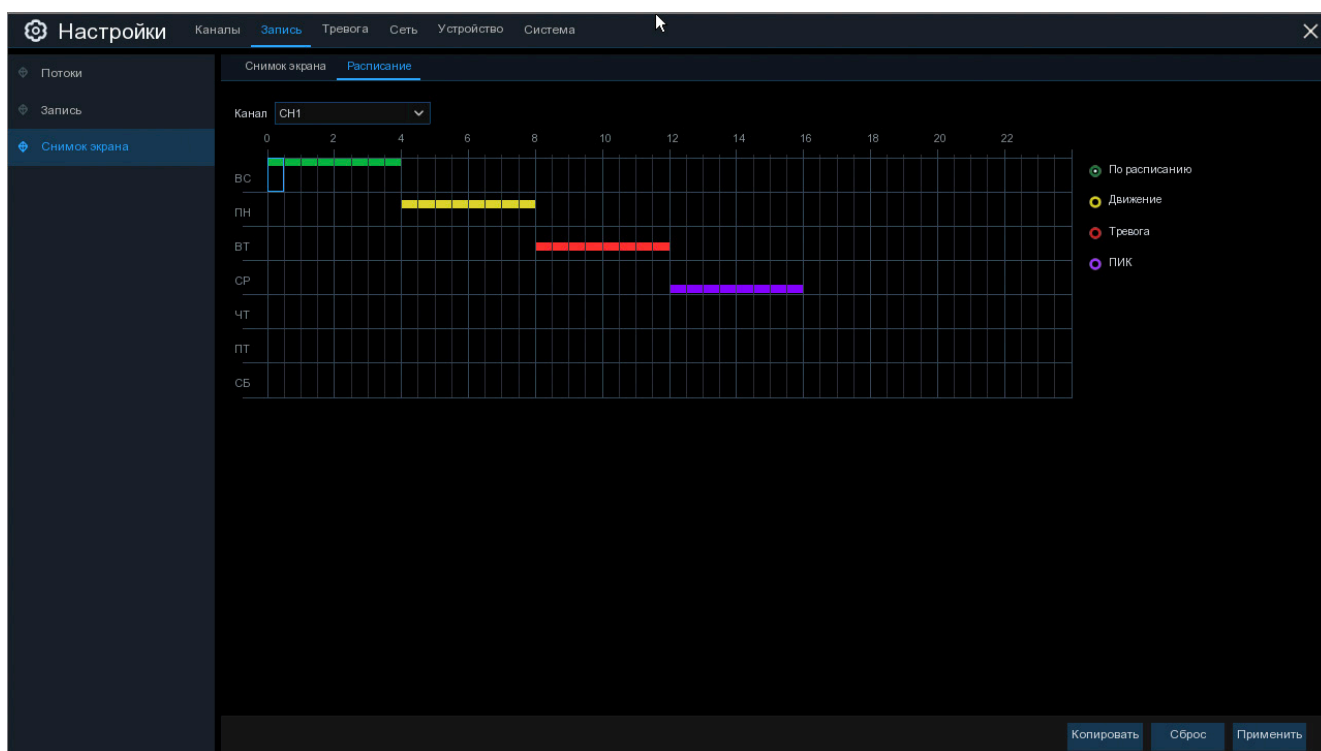 Настройки Каналы Запись Тревога Сеть Устройство Система
Потоки
Запись
Снимок экрана
Снимок экрана Расписание
Канал CH1
0 2 4 6 8 10 12 14 16 18 20 22
ВС
ПН
ВТ
СР
ЧТ
ПТ
СБ
По расписанию
Движение
Тревога
ПИК
Копировать Сброс Применить